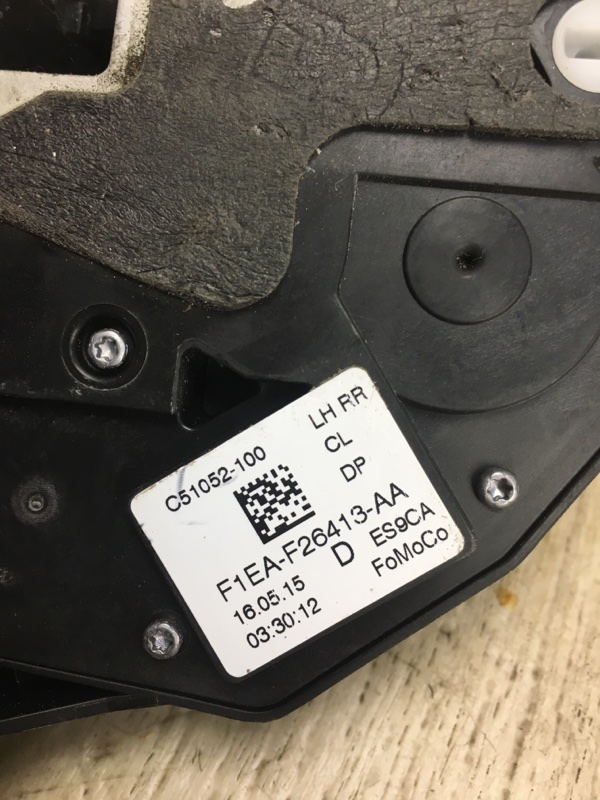 C51052-100
LH RR
CL
DP
F1EA-F26413-AA
16.05.15
D
ES9CA
03:30:12
FoMoCo